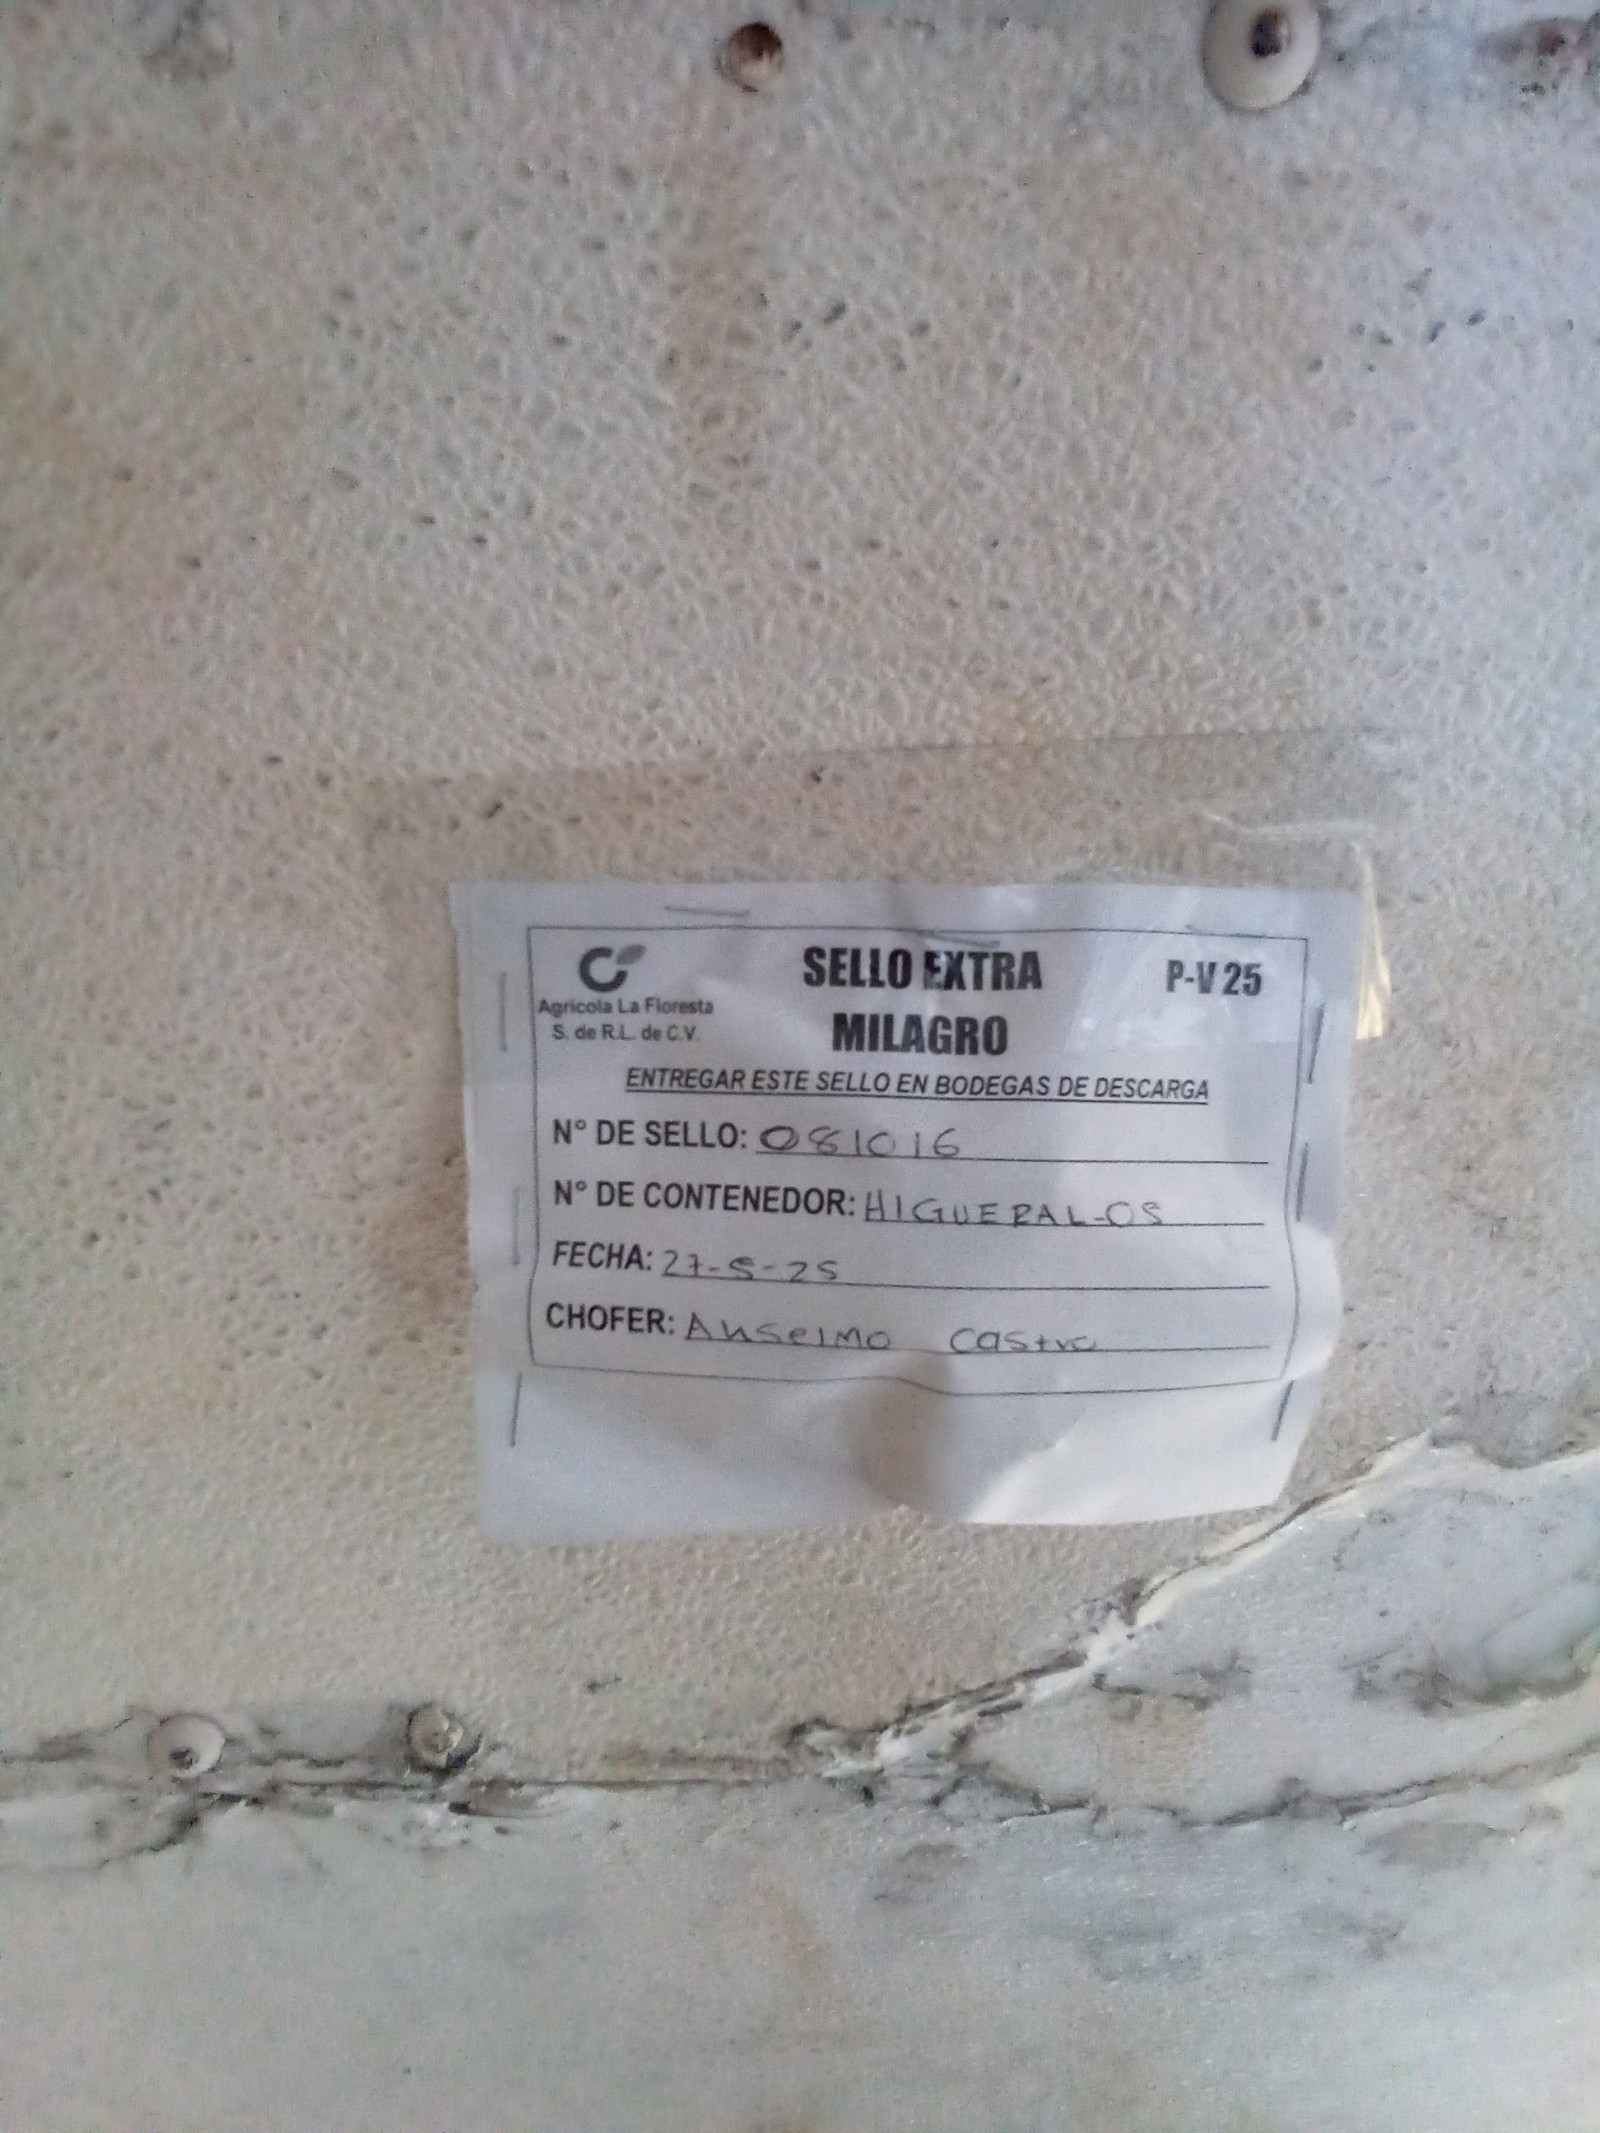 SELLO EXTRA P-V 25
Agricola La Floresta
S. de R.L. de C.V.
MILAGRO
ENTREGAR ESTE SELLO EN BODEGAS DE DESCARGA
N° DE SELLO: 081016
N° DE CONTENEDOR: HIGUERAL-05
FECHA: 27-5-25
CHOFER: Anselmo Castro